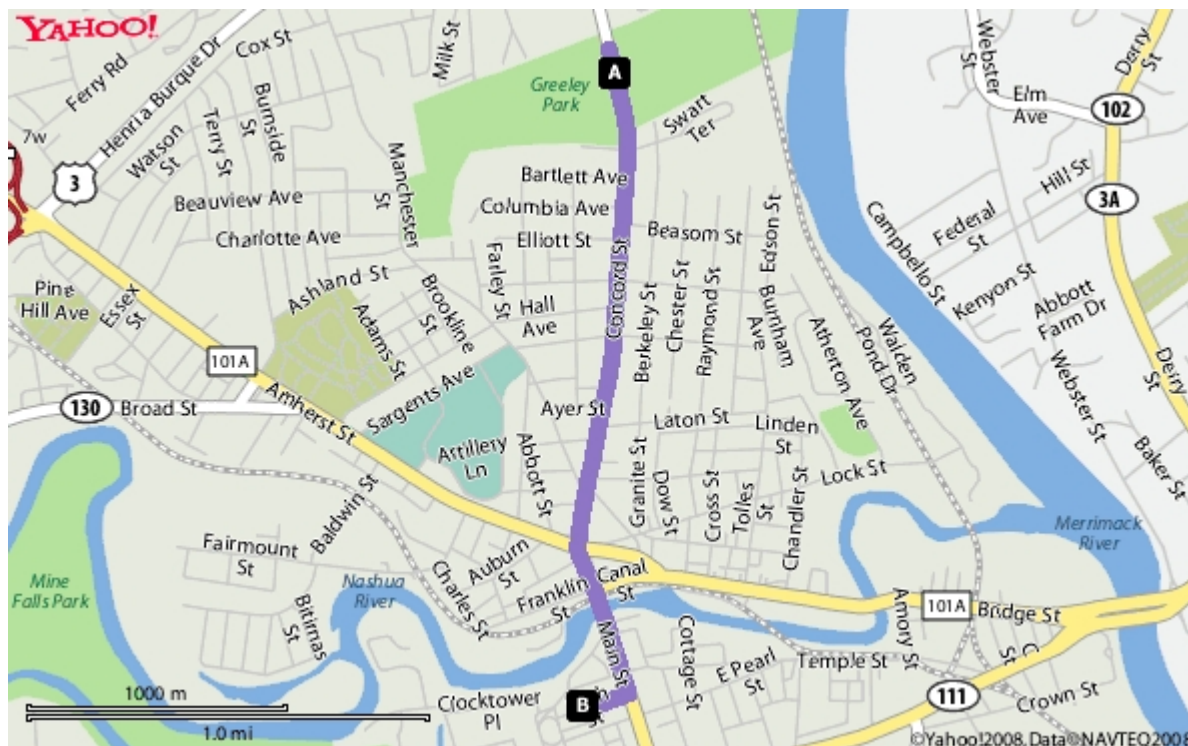 YAHOO!
Cox St
Milk St
Ferry Rd
Henri Burque Dr
Burnside
St
Terry St
Watson
St
7w
3
Greeley
Park
A
Swart
Ter
Webster
St
Derry
St
Elm
Ave
102
Hill St
3A
Manchester
St
Beauview Ave
Charlotte Ave
Bartlett Ave
Columbia Ave
Elliott St
Beasom St
Edson St
Concord St
Farley St
Hall
Ave
Campbello St
Federal
St
Kenyon St
Abbott
Farm Dr
Pine
Hill Ave
Essex
St
Ashland St
Adams St
Brookline
St
Berkeley St
Chester St
Raymond St
Burnham
Ave
Atherton Ave
Walden
Pond Dr
Webster St
Derry
St
Baker St
101A
130
Broad St
Amherst St
Sargents Ave
Artillery
Ln
Ayer St
Abbott St
Laton St
Linden
St
Lock St
Granite St
Dow St
Cross St
Tolles
St
Chandler St
Merrimack
River
Baldwin St
Fairmount
St
Mine
Falls Park
Nashua
River
Bitirnas
St
Charles St
Auburn
St
Franklin
St
Canal
St
101A
Bridge St
Amory St
Main St
Cottage St
E Pearl
St
Temple St
111
Crown St
C
St
Clocktower
Pl
B
1000 m
1.0 mi
©Yahoo!2008, Data©NAVTEQ2008